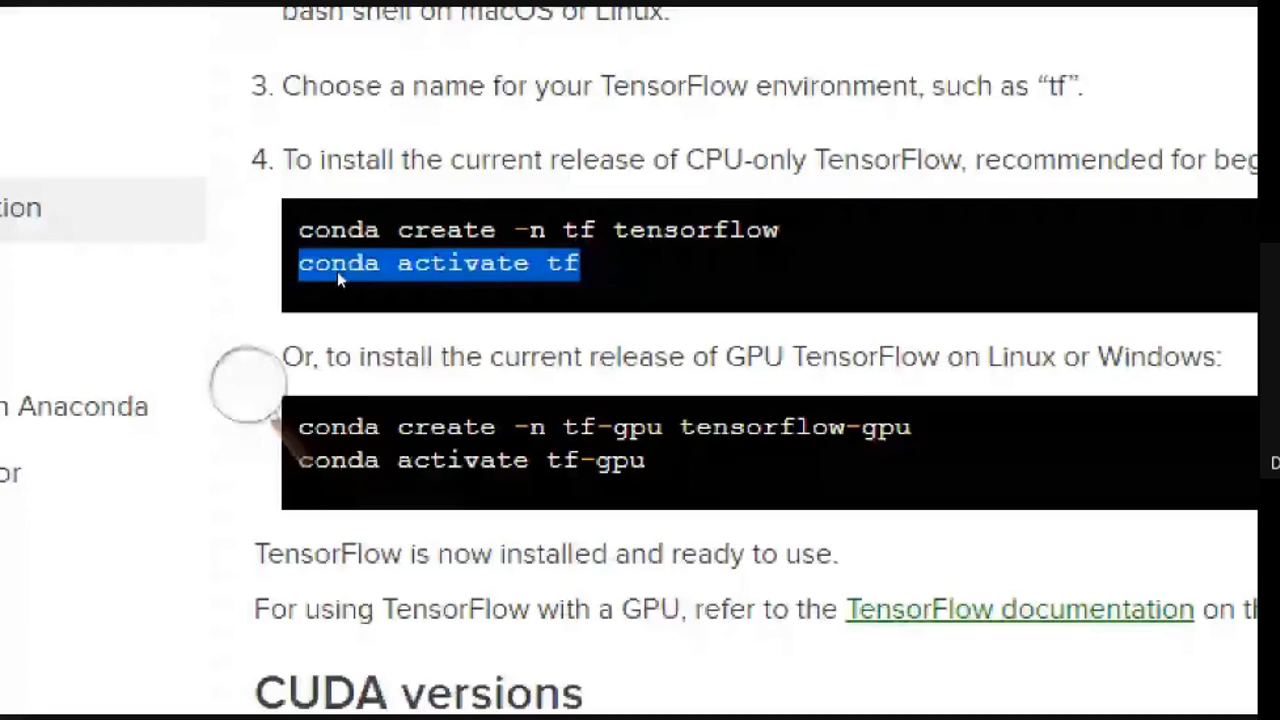 bash shell on macOS or Linux.
3. Choose a name for your TensorFlow environment, such as “tf”.
4. To install the current release of CPU-only TensorFlow, recommended for beg
tion
conda create -n tf tensorflow
conda activate tf
Or, to install the current release of GPU TensorFlow on Linux or Windows:
n Anaconda
conda create -n tf-gpu tensorflow-gpu
conda activate tf-gpu
or
D
TensorFlow is now installed and ready to use.
For using TensorFlow with a GPU, refer to the TensorFlow documentation on th
CUDA versions